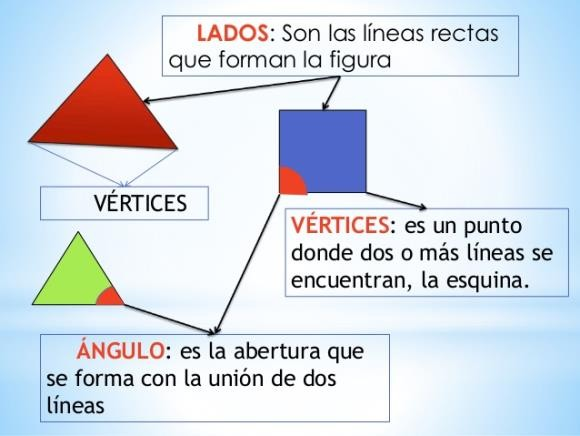 LADOS: Son las líneas rectas
que forman la figura
VÉRTICES
VÉRTICES: es un punto
donde dos o más líneas se
encuentran, la esquina.
ÁNGULO: es la abertura que
se forma con la unión de dos
líneas